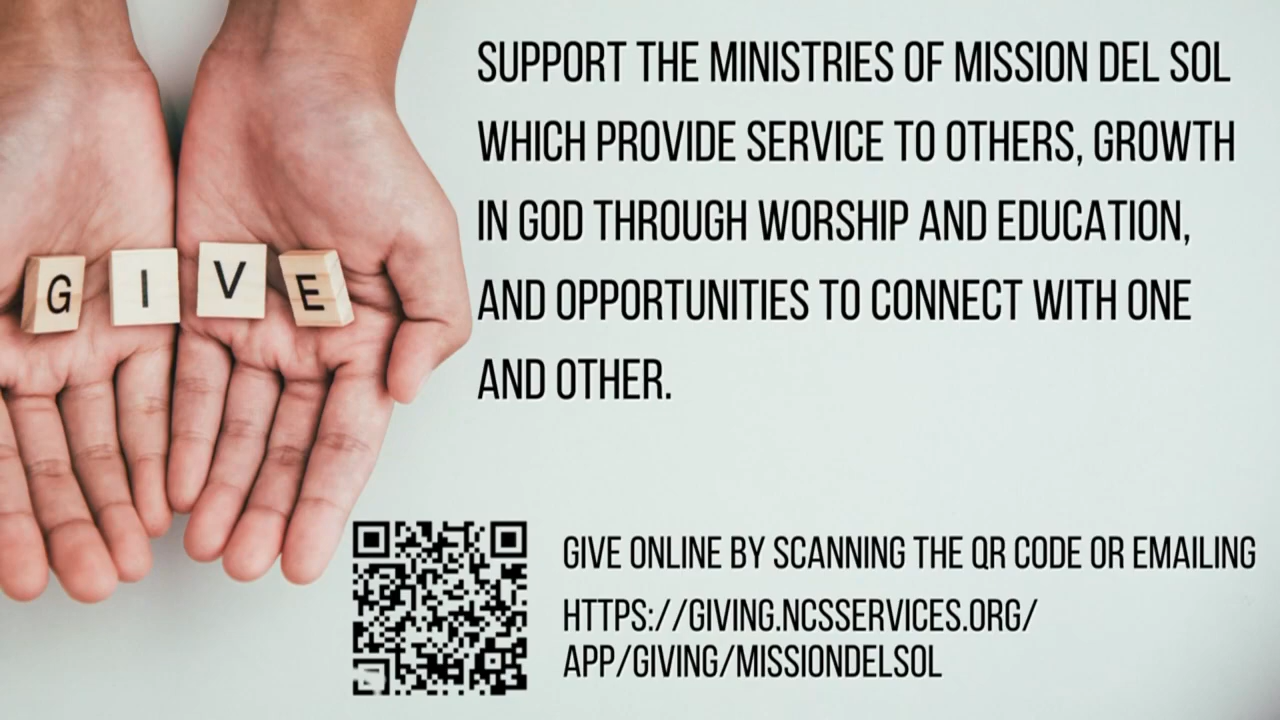 GIVE
SUPPORT THE MINISTRIES OF MISSION DEL SOL
WHICH PROVIDE SERVICE TO OTHERS, GROWTH
IN GOD THROUGH WORSHIP AND EDUCATION,
AND OPPORTUNITIES TO CONNECT WITH ONE
AND OTHER.
GIVE ONLINE BY SCANNING THE QR CODE OR EMAILING
HTTPS://GIVING.NCSSERVICES.ORG/
APP/GIVING/MISSIONDELSOL